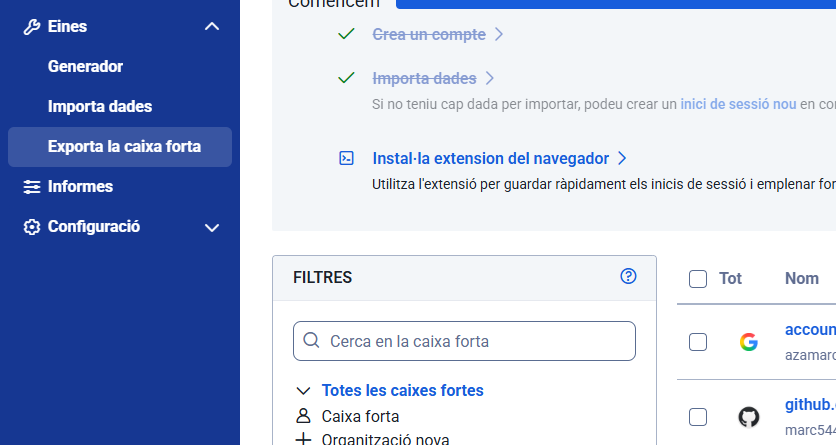 Eines
Generador
Importa dades
Exporta la caixa forta
Informes
Configuració
Comencem
Crea un compte
Importa dades
Si no teniu cap dada per importar, podeu crear un inici de sessió nou en
Instal·la extension del navegador
Utilitza l'extensió per guardar ràpidament els inicis de sessió i emplenar
FILTRES
Cerca en la caixa forta
Totes les caixes fortes
Caixa forta
Organització nova
Tot Nom
accoun
azamarc
github.
marc544